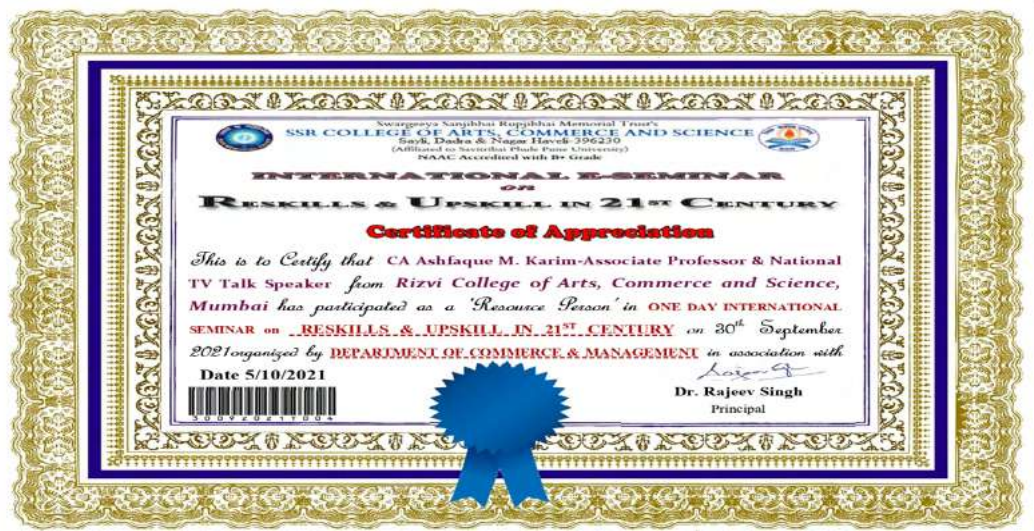 Swargeeya Sanjibhai Rupjibhai Memorial Trust's
SSR COLLEGE OF ARTS, COMMERCE AND SCIENCE
Sayli, Dadra & Nagar Haveli-396230
(Affiliated to Savitribai Phule Pune University)
NAAC Accredited with B+ Grade
INTERNATIONAL E-SEMINAR
on
RESKILLS & UPSKILL IN 21ST CENTURY
Certificate of Appreciation
This is to Certify that CA Ashfaque M. Karim-Associate Professor & National
TV Talk Speaker from Rizvi College of Arts, Commerce and Science,
Mumbai has participated as a 'Resource Person' in ONE DAY INTERNATIONAL
SEMINAR on RESKILLS & UPSKILL IN 21ST CENTURY on 30th September
2021organized by DEPARTMENT OF COMMERCE & MANAGEMENT in association with
Date 5/10/2021
Dr. Rajeev Singh
Principal